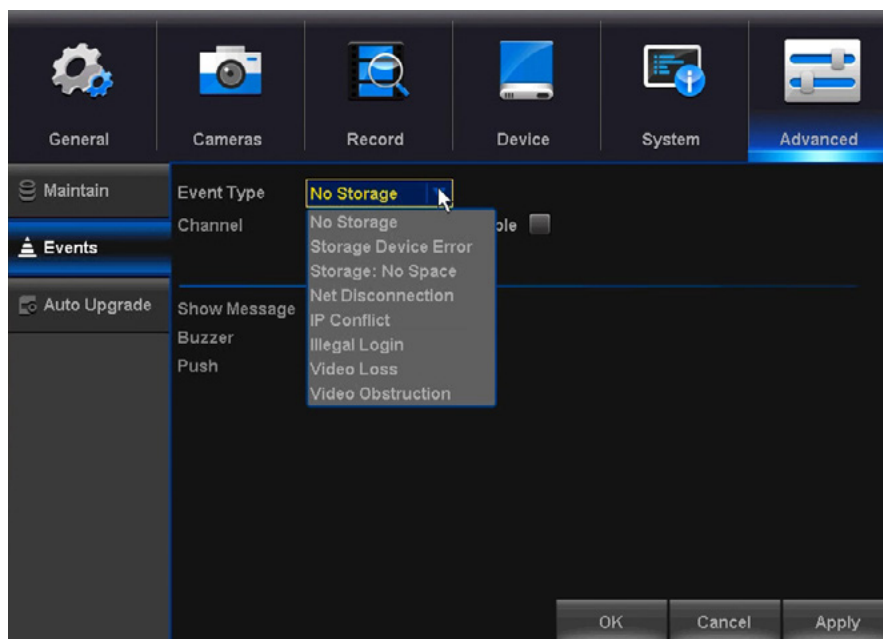 General Cameras Record Device System Advanced
Maintain
Events
Auto Upgrade
Event Type No Storage
Channel
No Storage
Storage Device Error
Storage: No Space
Net Disconnection
IP Conflict
Illegal Login
Video Loss
Video Obstruction
Show Message
Buzzer
Push
OK Cancel Apply